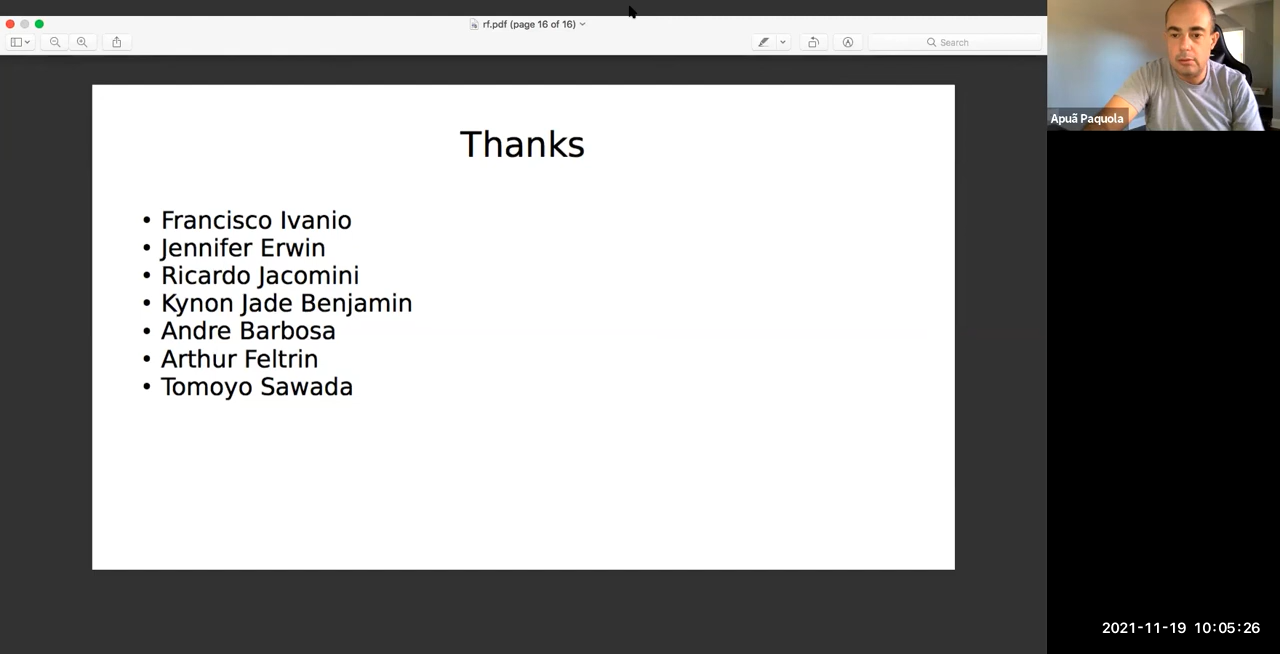 rf.pdf (page 16 of 16)
Search
Apuã Paquola
Thanks
• Francisco Ivanio
• Jennifer Erwin
• Ricardo Jacomini
• Kynon Jade Benjamin
• Andre Barbosa
• Arthur Feltrin
• Tomoyo Sawada
2021-11-19 10:05:26